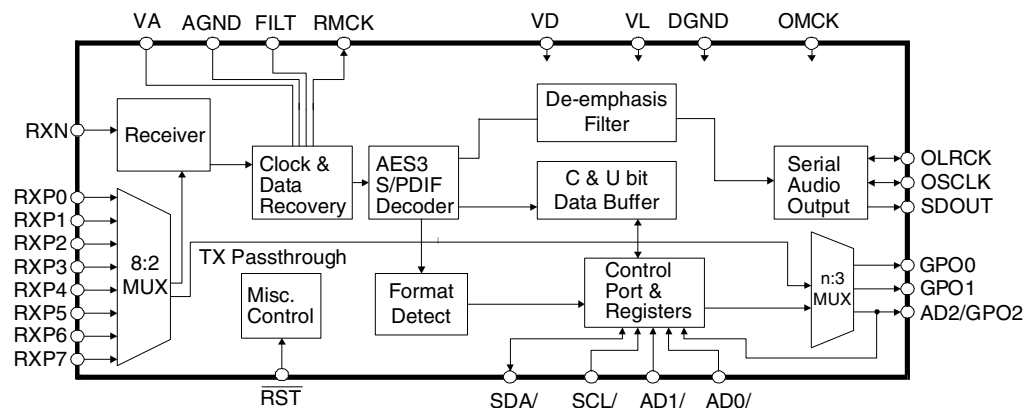 VA
AGND
FILT
RMCK
VD
VL
DGND
OMCK
RXN
Receiver
Clock &
Data
Recovery
AES3
S/PDIF
Decoder
De-emphasis
Filter
C & U bit
Data Buffer
Serial
Audio
Output
OLRCK
OSCLK
SDOUT
RXP0
RXP1
RXP2
RXP3
RXP4
RXP5
RXP6
RXP7
8:2
MUX
TX Passthrough
Misc.
Control
Format
Detect
Control
Port &
Registers
n:3
MUX
GPO0
GPO1
AD2/GPO2
RST
SDA/
SCL/
AD1/
AD0/